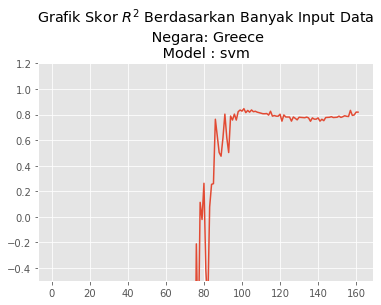 Grafik Skor R² Berdasarkan Banyak Input Data
Negara: Greece
Model : svm
1.2
1.0
0.8
0.6
0.4
0.2
0.0
−0.2
−0.4
0 20 40 60 80 100 120 140 160